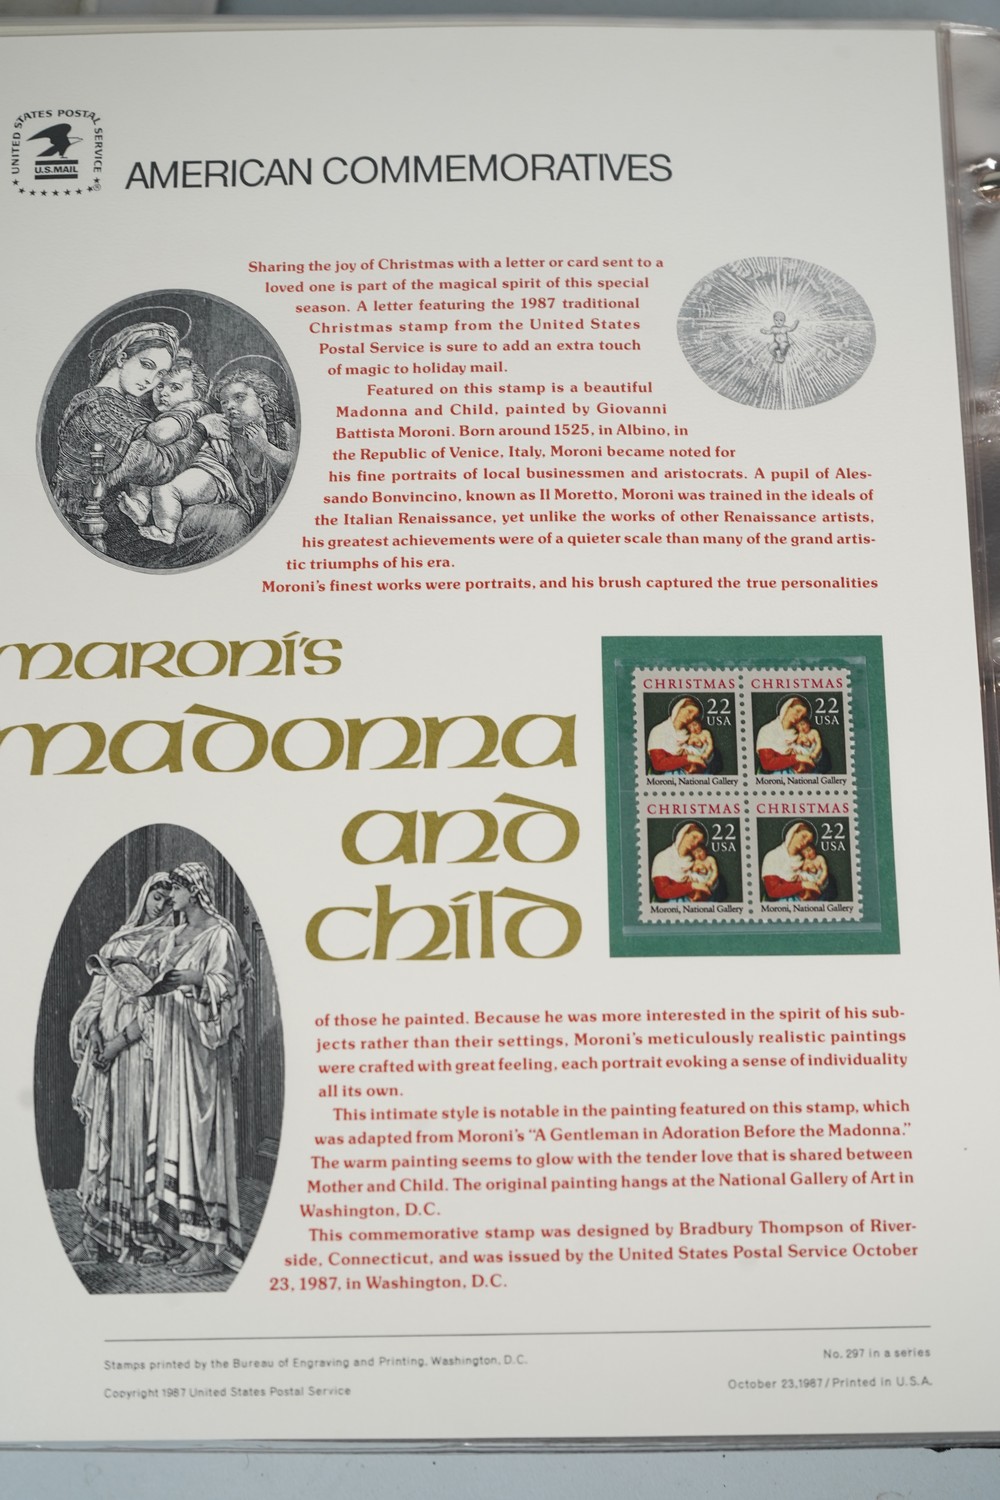 UNITED STATES POSTAL SERVICE
U.S.MAIL
®
AMERICAN COMMEMORATIVES
Sharing the joy of Christmas with a letter or card sent to a
loved one is part of the magical spirit of this special
season. A letter featuring the 1987 traditional
Christmas stamp from the United States
Postal Service is sure to add an extra touch
of magic to holiday mail.
Featured on this stamp is a beautiful
Madonna and Child, painted by Giovanni
Battista Moroni. Born around 1525, in Albino, in
the Republic of Venice, Italy, Moroni became noted for
his fine portraits of local businessmen and aristocrats. A pupil of Ales-
sando Bonvincino, known as Il Moretto, Moroni was trained in the ideals of
the Italian Renaissance, yet unlike the works of other Renaissance artists,
his greatest achievements were of a quieter scale than many of the grand artis-
tic triumphs of his era.
Moroni's finest works were portraits, and his brush captured the true personalities
maroní's
madonna
and
chíld
CHRISTMAS
22
USA
Moroni, National Gallery
CHRISTMAS
22
USA
Moroni, National Gallery
CHRISTMAS
22
USA
Moroni, National Gallery
CHRISTMAS
22
USA
Moroni, National Gallery
of those he painted. Because he was more interested in the spirit of his sub-
jects rather than their settings, Moroni's meticulously realistic paintings
were crafted with great feeling, each portrait evoking a sense of individuality
all its own.
This intimate style is notable in the painting featured on this stamp, which
was adapted from Moroni's "A Gentleman in Adoration Before the Madonna."
The warm painting seems to glow with the tender love that is shared between
Mother and Child. The original painting hangs at the National Gallery of Art in
Washington, D.C.
This commemorative stamp was designed by Bradbury Thompson of River-
side, Connecticut, and was issued by the United States Postal Service October
23, 1987, in Washington, D.C.
Stamps printed by the Bureau of Engraving and Printing, Washington, D.C.
No. 297 in a series
Copyright 1987 United States Postal Service
October 23,1987/Printed in U.S.A.